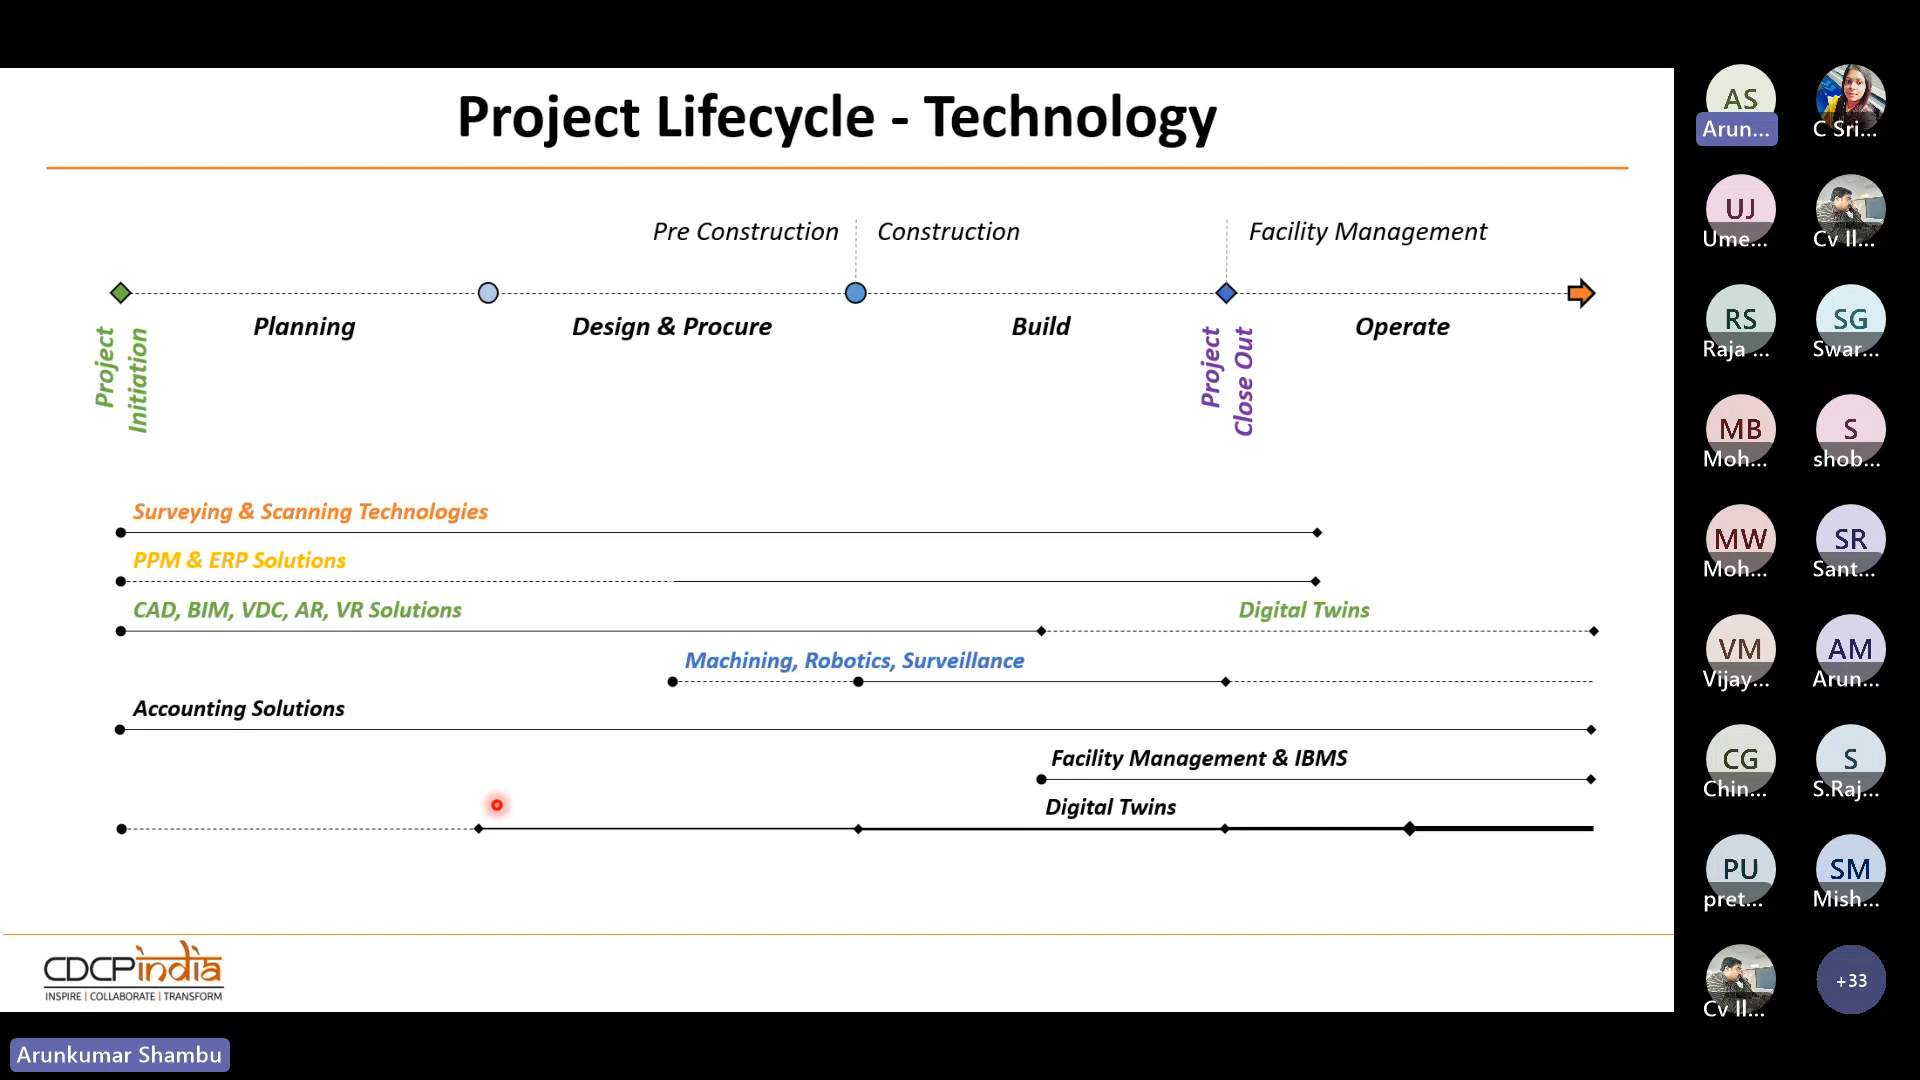 Project Lifecycle - Technology
Pre Construction
Construction
Facility Management
Planning
Design & Procure
Build
Operate
Project
Initiation
Project
Close Out
Surveying & Scanning Technologies
PPM & ERP Solutions
CAD, BIM, VDC, AR, VR Solutions
Digital Twins
Machining, Robotics, Surveillance
Accounting Solutions
Facility Management & IBMS
Digital Twins
CDCPindia
INSPIRE | COLLABORATE | TRANSFORM
Arunkumar Shambu
AS
Arun...
C Sri...
UJ
Ume...
Cv Il...
RS
Raja ...
SG
Swar...
MB
Moh...
S
shob...
MW
Moh...
SR
Sant...
VM
Vijay...
AM
Arun...
CG
Chin...
S
S.Raj...
PU
pret...
SM
Mish...
Cv Il...
+33